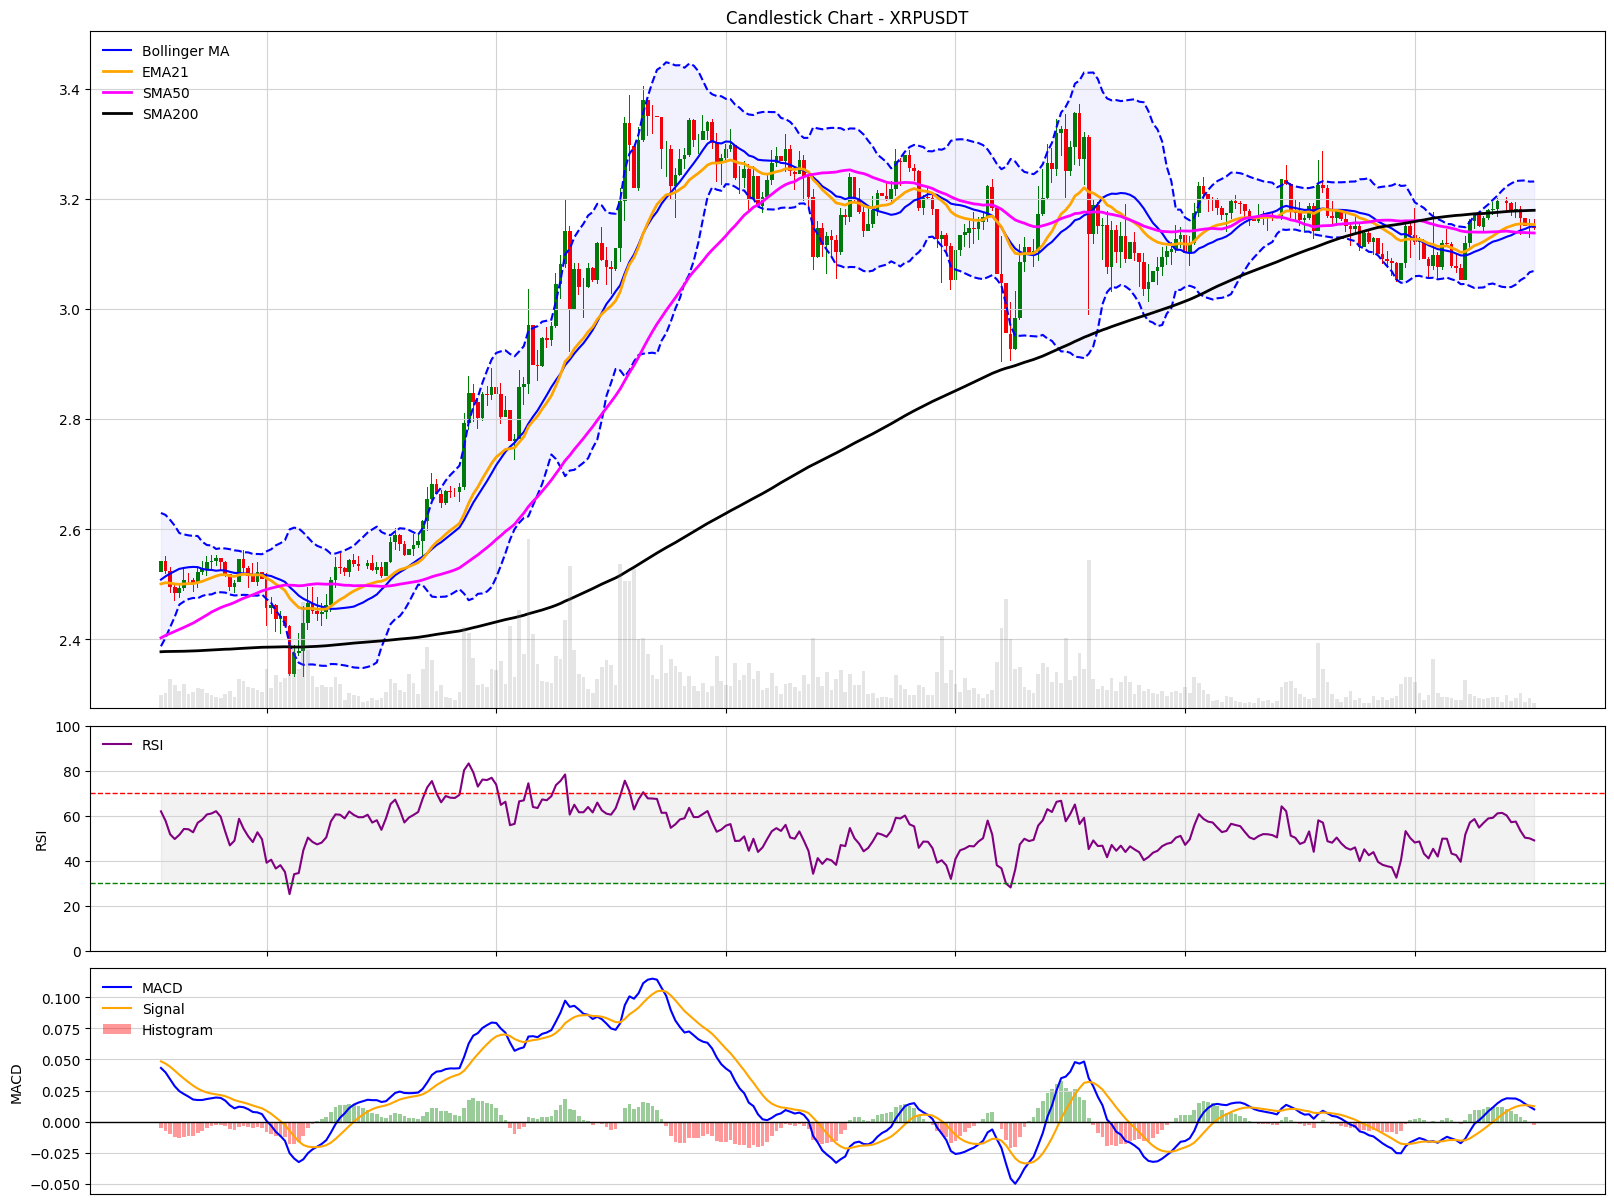 Candlestick Chart - XRPUSDT
Bollinger MA
EMA21
SMA50
SMA200
3.4
3.2
3.0
2.8
2.6
2.4
RSI
100
80
60
40
20
0
RSI
MACD
Signal
Histogram
0.100
0.075
0.050
0.025
0.000
−0.025
−0.050
MACD